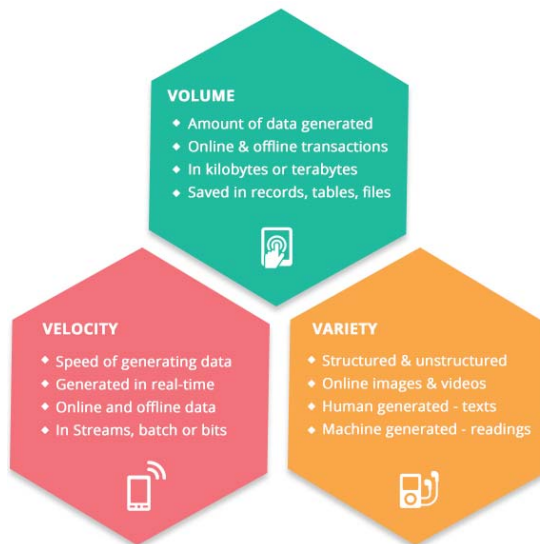 VOLUME
◆ Amount of data generated
◆ Online & offline transactions
◆ In kilobytes or terabytes
◆ Saved in records, tables, files
VELOCITY
◆ Speed of generating data
◆ Generated in real-time
◆ Online and offline data
◆ In Streams, batch or bits
VARIETY
◆ Structured & unstructured
◆ Online images & videos
◆ Human generated - texts
◆ Machine generated - readings